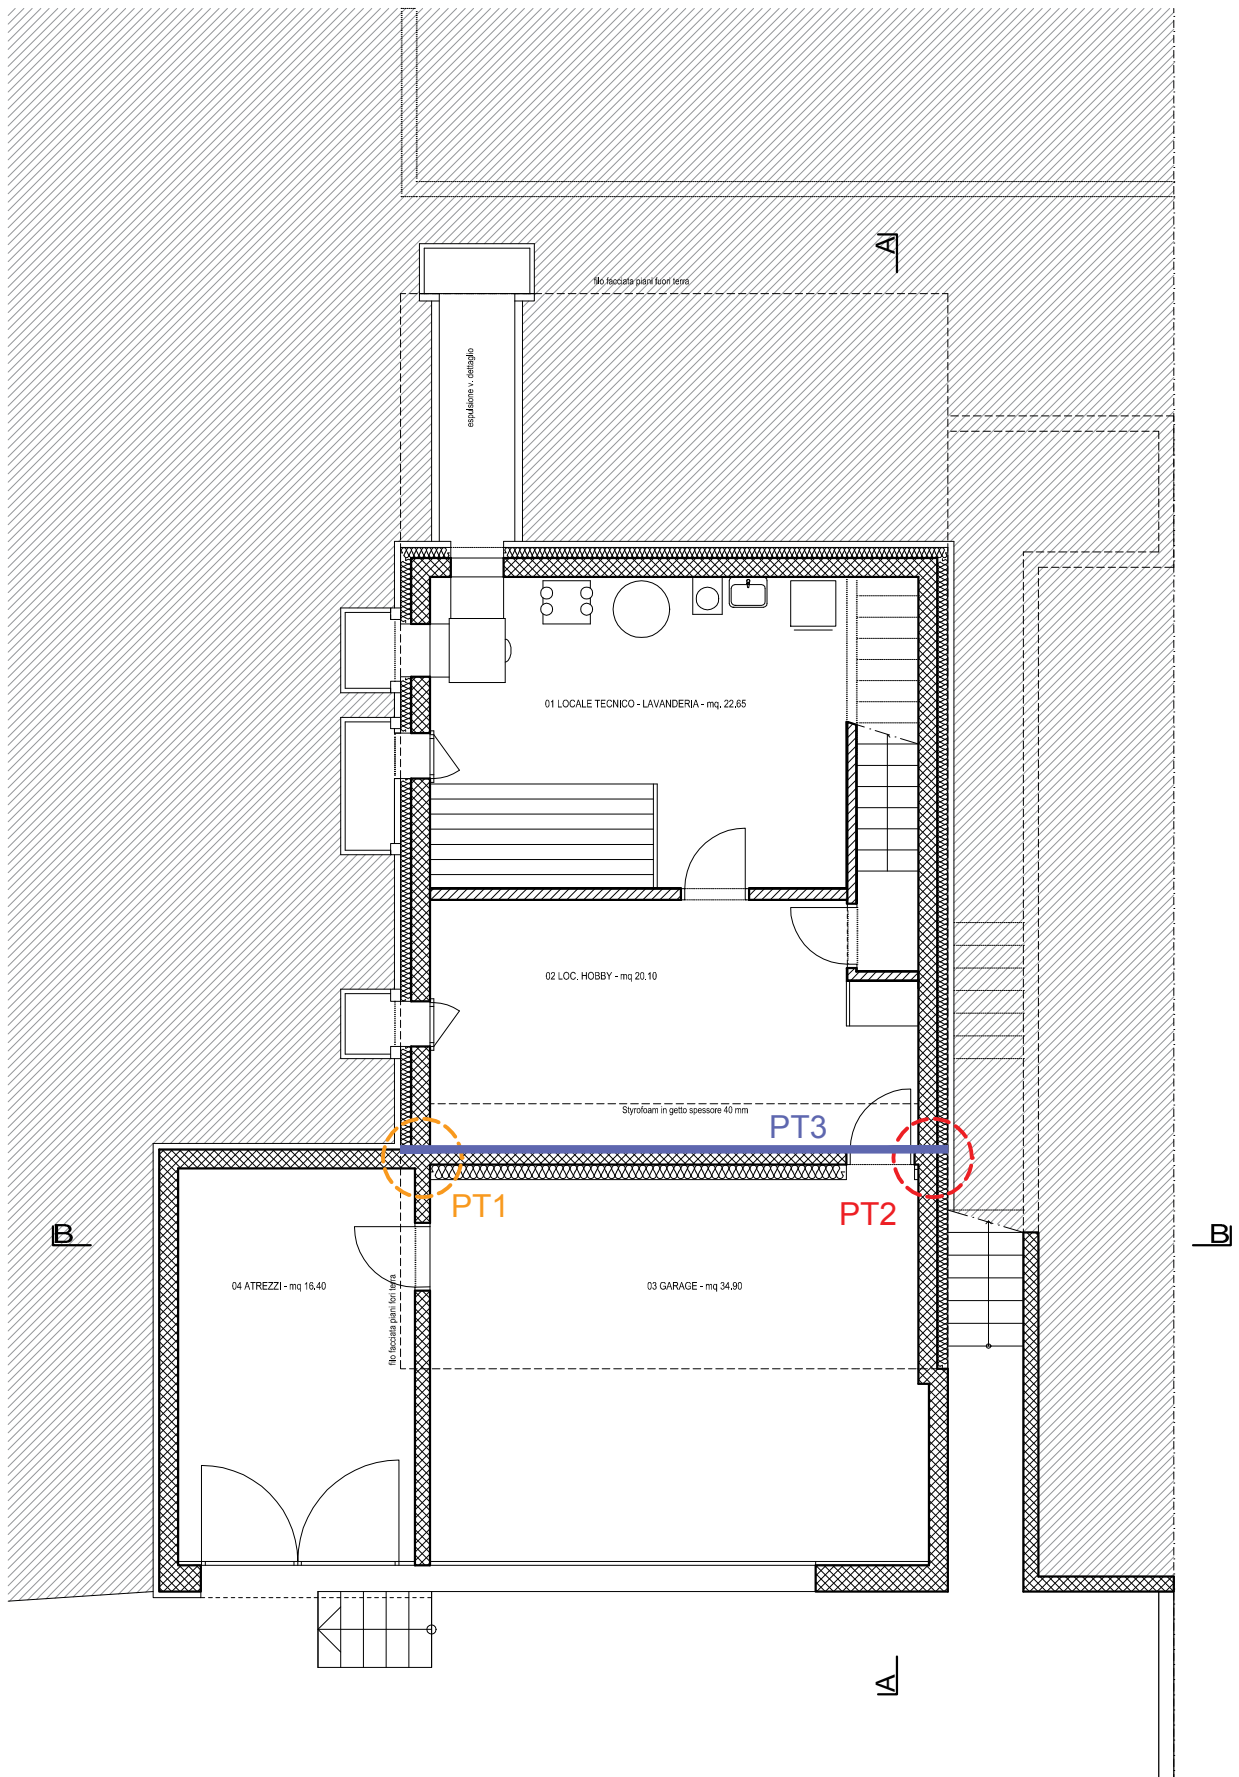 A
filo facciata piani fuori terra
espulsione v. dettaglio
01 LOCALE TECNICO - LAVANDERIA - mq. 22.65
02 LOC. HOBBY - mq 20.10
Styrofoam in getto spessore 40 mm
PT3
PT1
PT2
B
B
04 ATREZZI - mq 16.40
03 GARAGE - mq 34.90
filo facciata piani fori terra
A